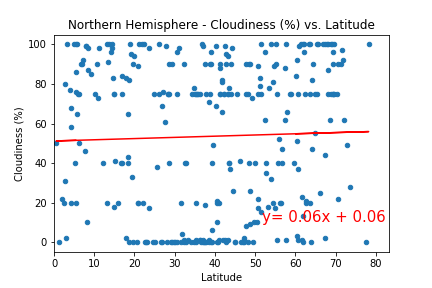 Northern Hemisphere - Cloudiness (%) vs. Latitude
Cloudiness (%)
100
80
60
40
20
0
y= 0.06x + 0.06
0 10 20 30 40 50 60 70 80
Latitude